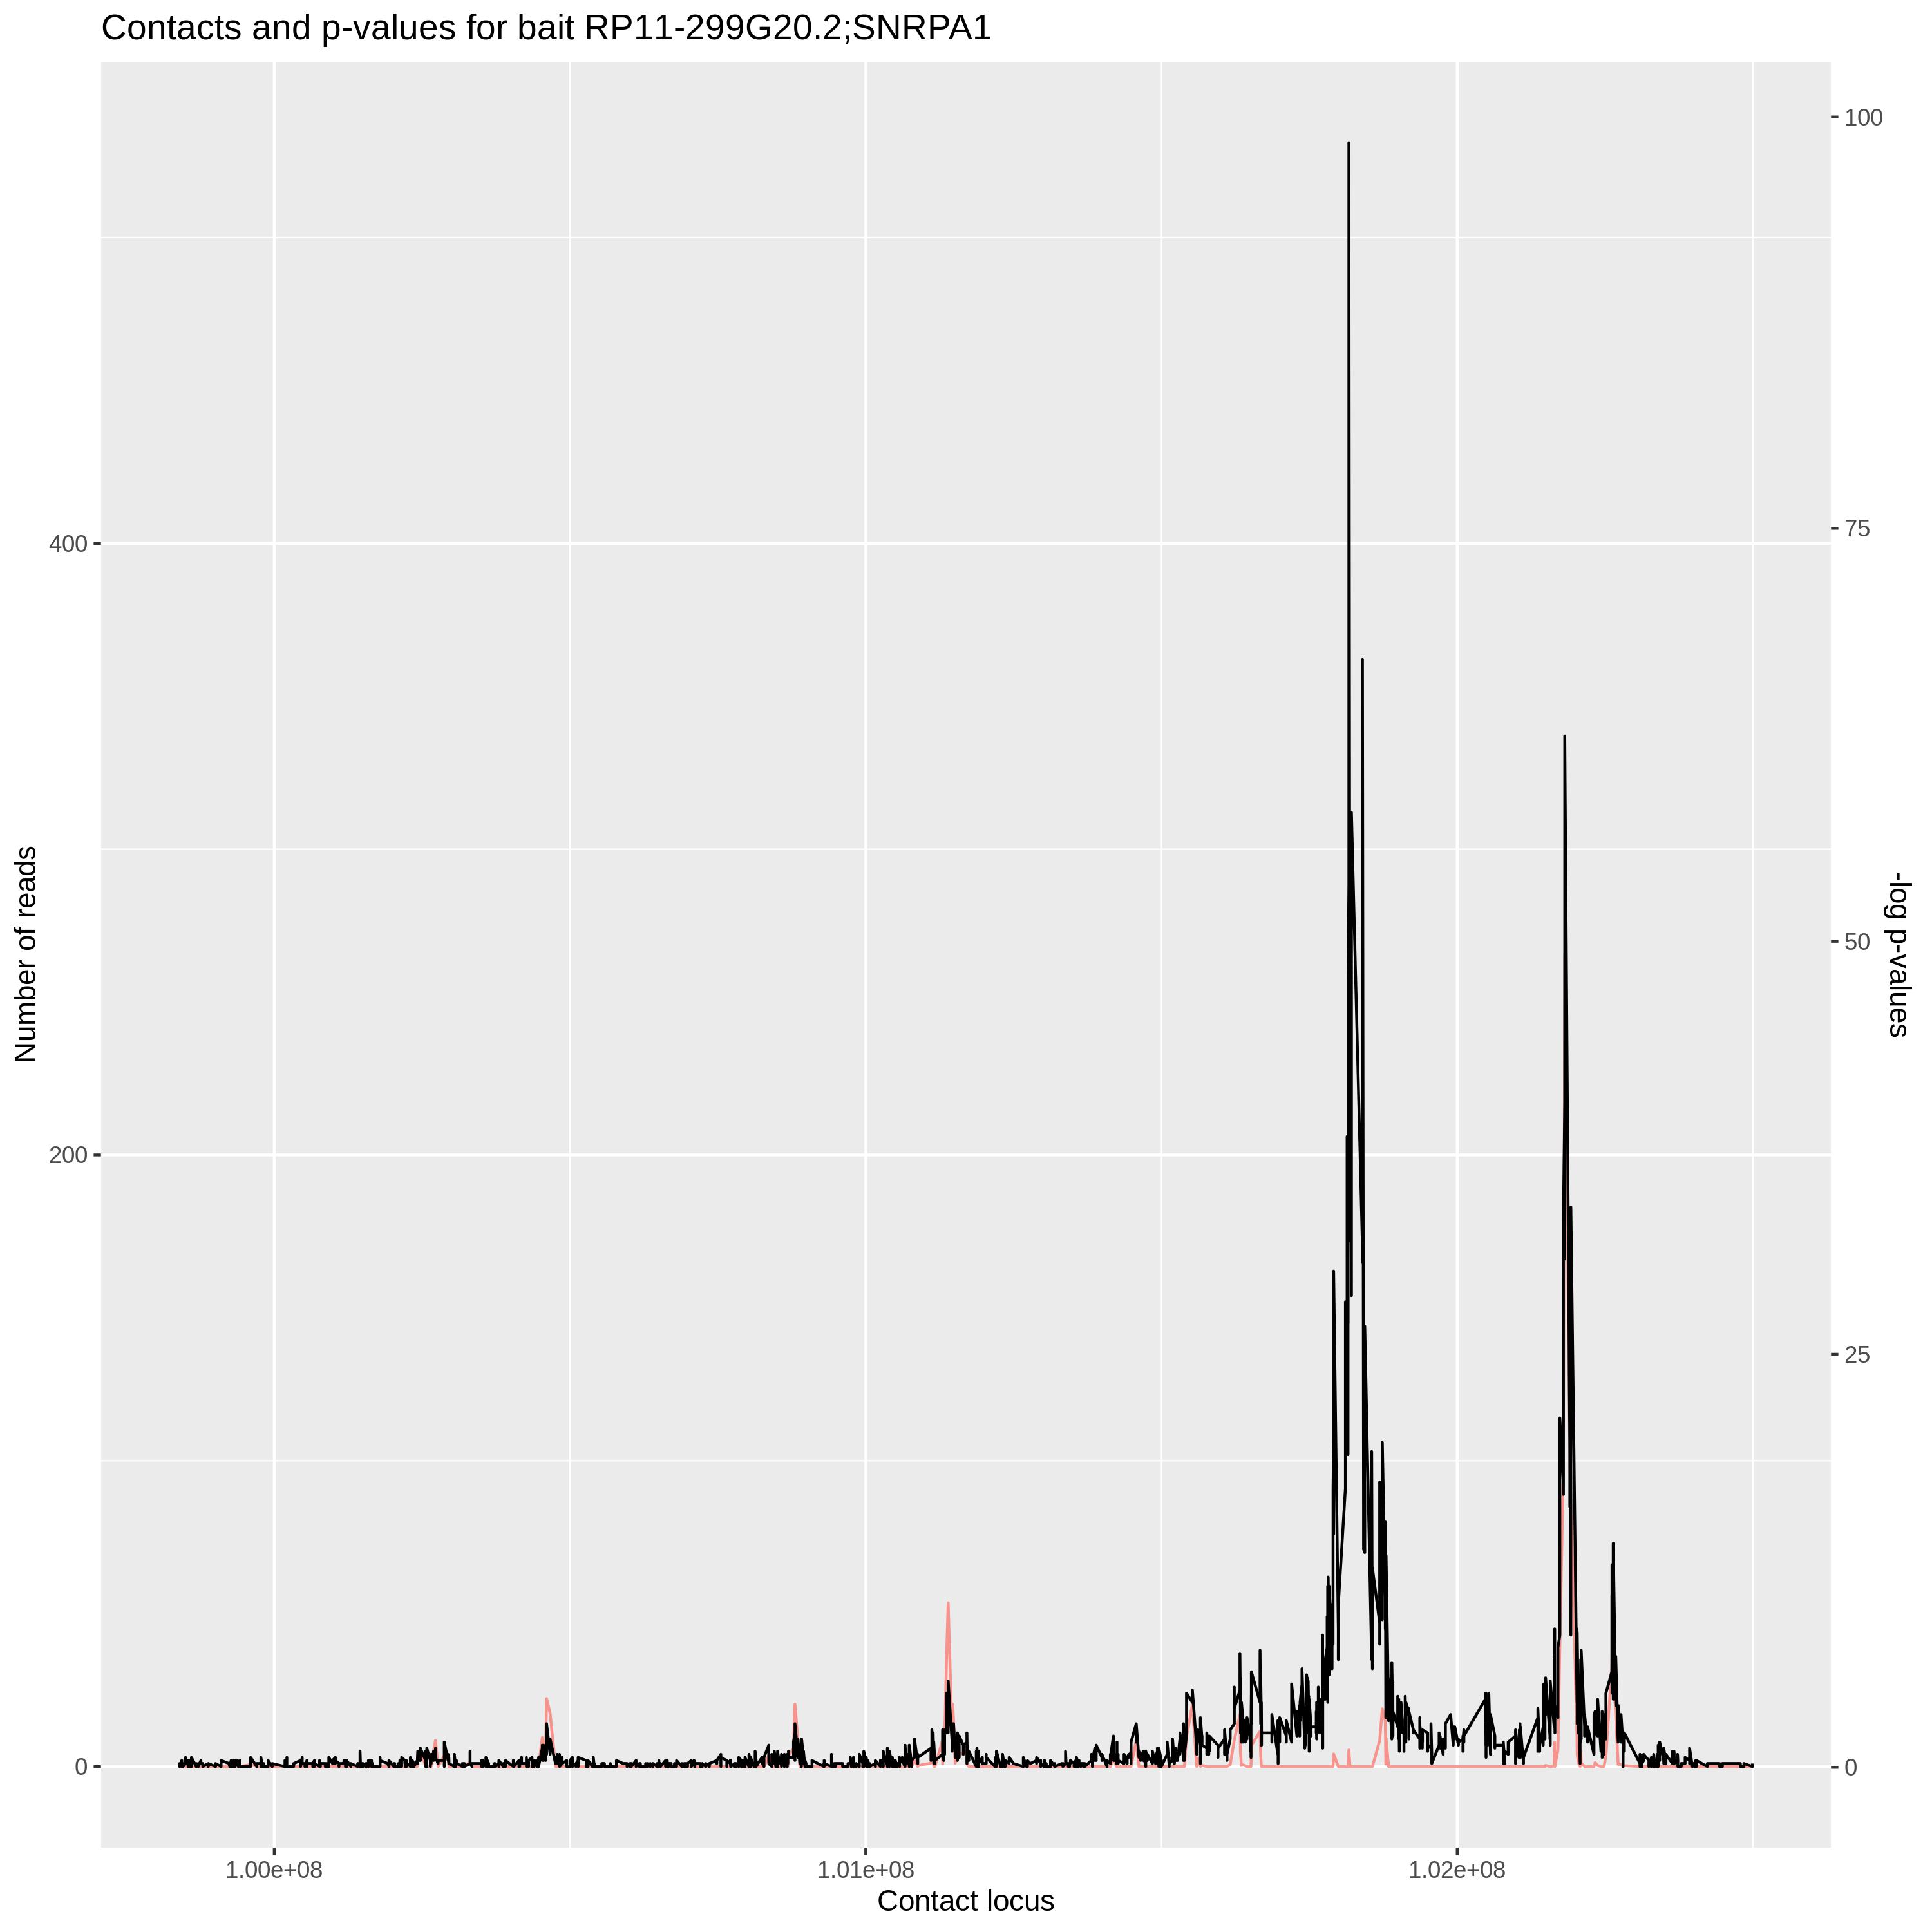 Contacts and p-values for bait RP11-299G20.2;SNRPA1
100
75
400
50
Number of reads
-log p-values
200
25
0
0
1.00e+08
1.01e+08
1.02e+08
Contact locus